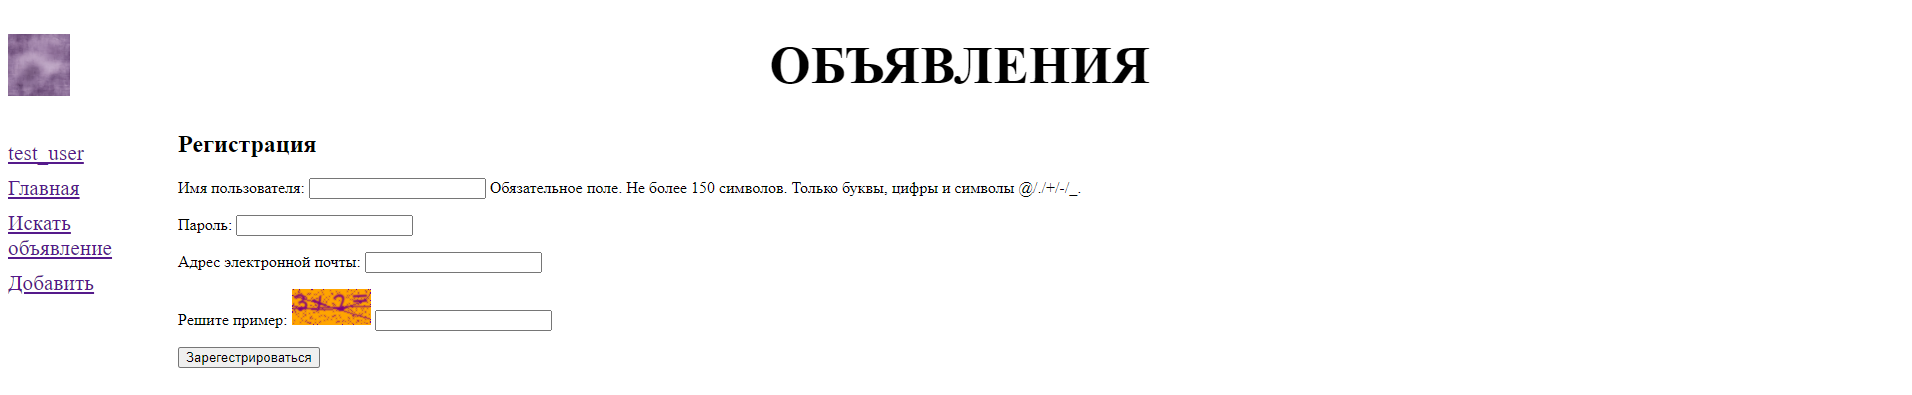 ОБЪЯВЛЕНИЯ
test_user
Главная
Искать
объявление
Добавить
Регистрация
Имя пользователя: Обязательное поле. Не более 150 символов. Только буквы, цифры и символы @/./+/-/_.
Пароль:
Адрес электронной почты:
Решите пример: 3+2=
Зарегестрироваться